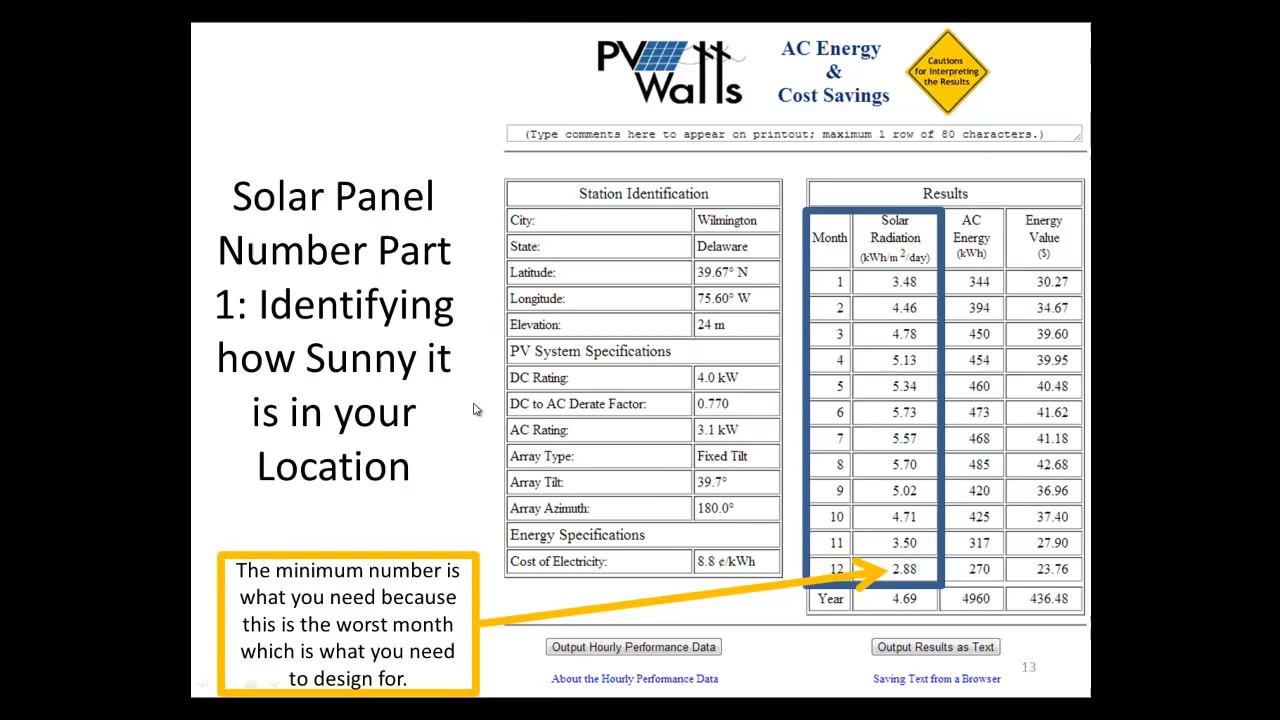 PV Watts
AC Energy
&
Cost Savings
Cautions
for Interpreting
the Results
(Type comments here to appear on printout; maximum 1 row of 80 characters.)
Solar Panel
Number Part
1: Identifying
how Sunny it
is in your
Location
The minimum number is
what you need because
this is the worst month
which is what you need
to design for.
Station Identification
City: Wilmington
State: Delaware
Latitude: 39.67° N
Longitude: 75.60° W
Elevation: 24 m
PV System Specifications
DC Rating: 4.0 kW
DC to AC Derate Factor: 0.770
AC Rating: 3.1 kW
Array Type: Fixed Tilt
Array Tilt: 39.7°
Array Azimuth: 180.0°
Energy Specifications
Cost of Electricity: 8.8 ¢/kWh
Results
Month Solar Radiation (kWh/m²/day) AC Energy (kWh) Energy Value ($)
1 3.48 344 30.27
2 4.46 394 34.67
3 4.78 450 39.60
4 5.13 454 39.95
5 5.34 460 40.48
6 5.73 473 41.62
7 5.57 468 41.18
8 5.70 485 42.68
9 5.02 420 36.96
10 4.71 425 37.40
11 3.50 317 27.90
12 2.88 270 23.76
Year 4.69 4960 436.48
Output Hourly Performance Data
About the Hourly Performance Data
Output Results as Text
Saving Text from a Browser
13